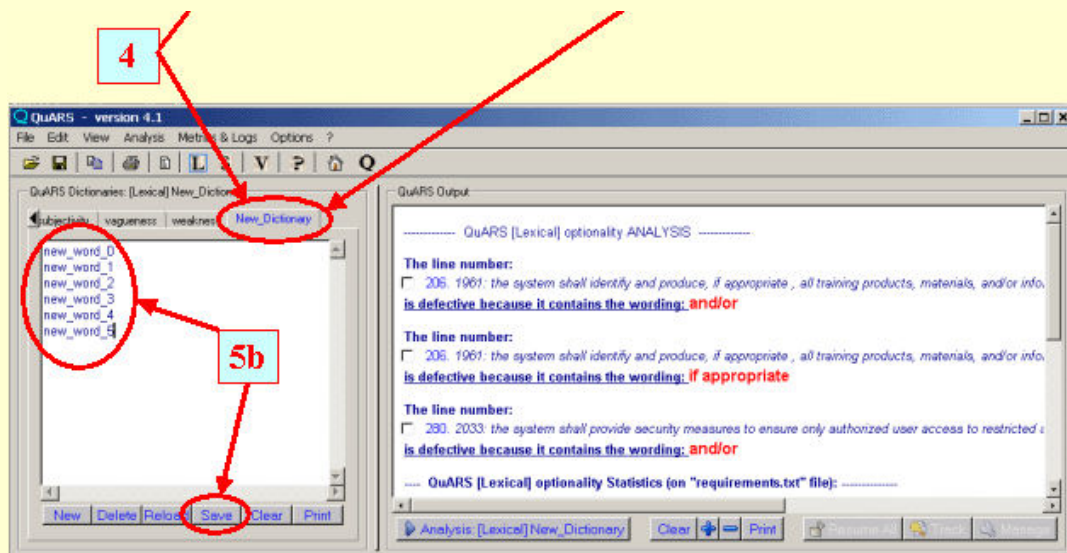 4
QuARS - version 4.1
File Edit View Analysis Metrics & Logs Options ?
L V ? Q
QuARS Dictionaries: [Lexical]
subjectivity vagueness New_Dictionary
new_word_0
new_word_1
new_word_2
new_word_3
new_word_4
new_word_5
5b
New Delete Reload Save Clear Print
QuARS Output
------------- QuARS [Lexical] optionality ANALYSIS -------------
The line number:
206. 1961: the system shall identify and produce, if appropriate , all training products, materials, and/or
is defective because it contains the wording: and/or
The line number:
206. 1961: the system shall identify and produce, if appropriate , all training products, materials, and/or
is defective because it contains the wording: if appropriate
The line number:
280. 2033: the system shall provide security measures to ensure only authorized user access to restricted
is defective because it contains the wording: and/or
---- QuARS [Lexical] optionality Statistics (on "requirements.txt" file): --------------
Analysis: [Lexical] New_Dictionary Clear Print Resume All Track Manage